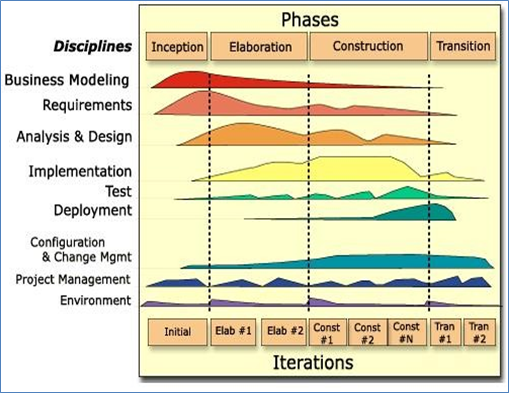 Phases
Disciplines
Inception
Elaboration
Construction
Transition
Business Modeling
Requirements
Analysis & Design
Implementation
Test
Deployment
Configuration
& Change Mgmt
Project Management
Environment
Initial
Elab #1
Elab #2
Const
#1
Const
#2
Const
#N
Tran
#1
Tran
#2
Iterations